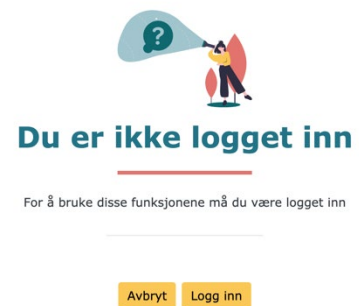 ?
Du er ikke logget inn
For å bruke disse funksjonene må du være logget inn
Avbryt Logg inn